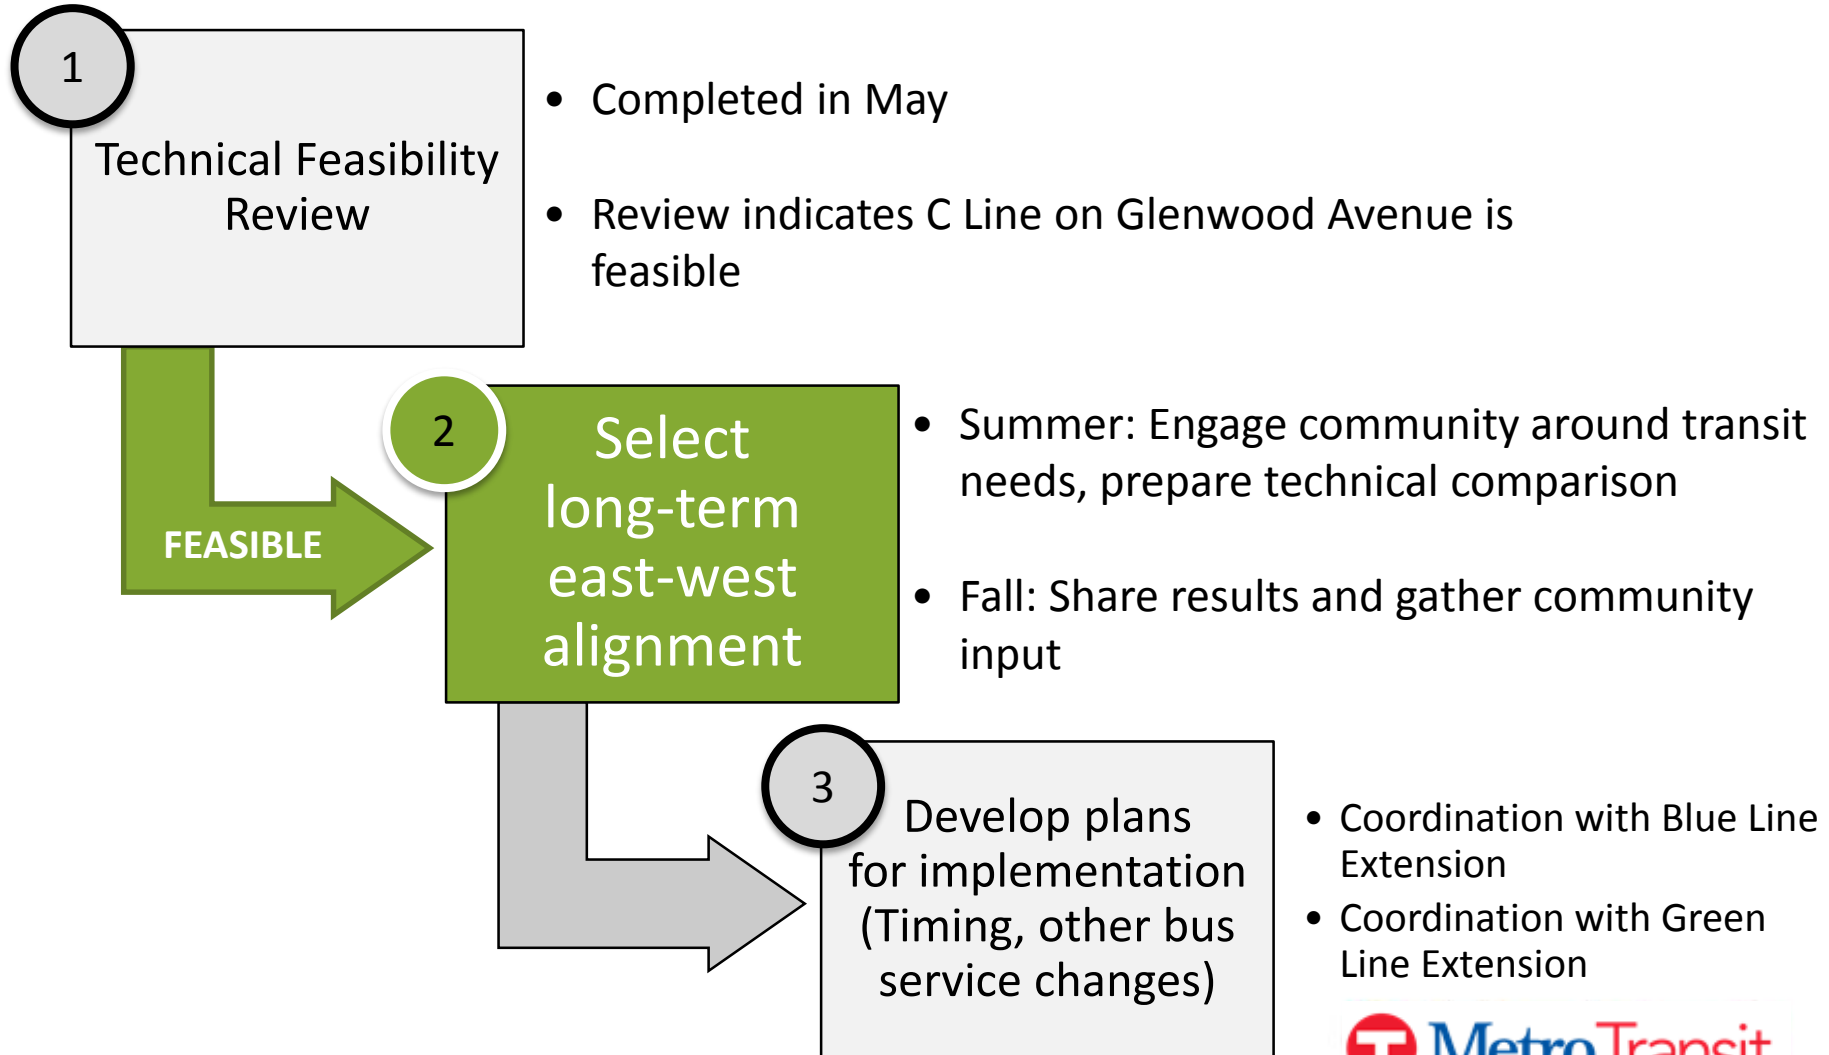 1
Technical Feasibility
Review
• Completed in May
• Review indicates C Line on Glenwood Avenue is
feasible
FEASIBLE
2
Select
long-term
east-west
alignment
• Summer: Engage community around transit
needs, prepare technical comparison
• Fall: Share results and gather community
input
3
Develop plans
for implementation
(Timing, other bus
service changes)
• Coordination with Blue Line
Extension
• Coordination with Green
Line Extension
MetroTransit